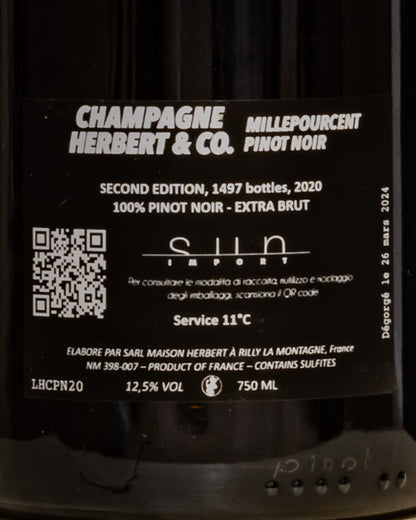 CHAMPAGNE
HERBERT & CO.
MILLEPOURCENT
PINOT NOIR
SECOND EDITION, 1497 bottles, 2020
100% PINOT NOIR - EXTRA BRUT
sun
IMPORT
Per consultare le modalità di raccolta, riutilizzo e riciclaggio
degli imballaggi, scansiona il QR code
Service 11°C
ELABORE PAR SARL MAISON HERBERT À RILLY LA MONTAGNE, France
NM 398-007 – PRODUCT OF FRANCE – CONTAINS SULFITES
LHCPN20 12,5% VOL 750 ML
Dégorgé le 26 mars 2024